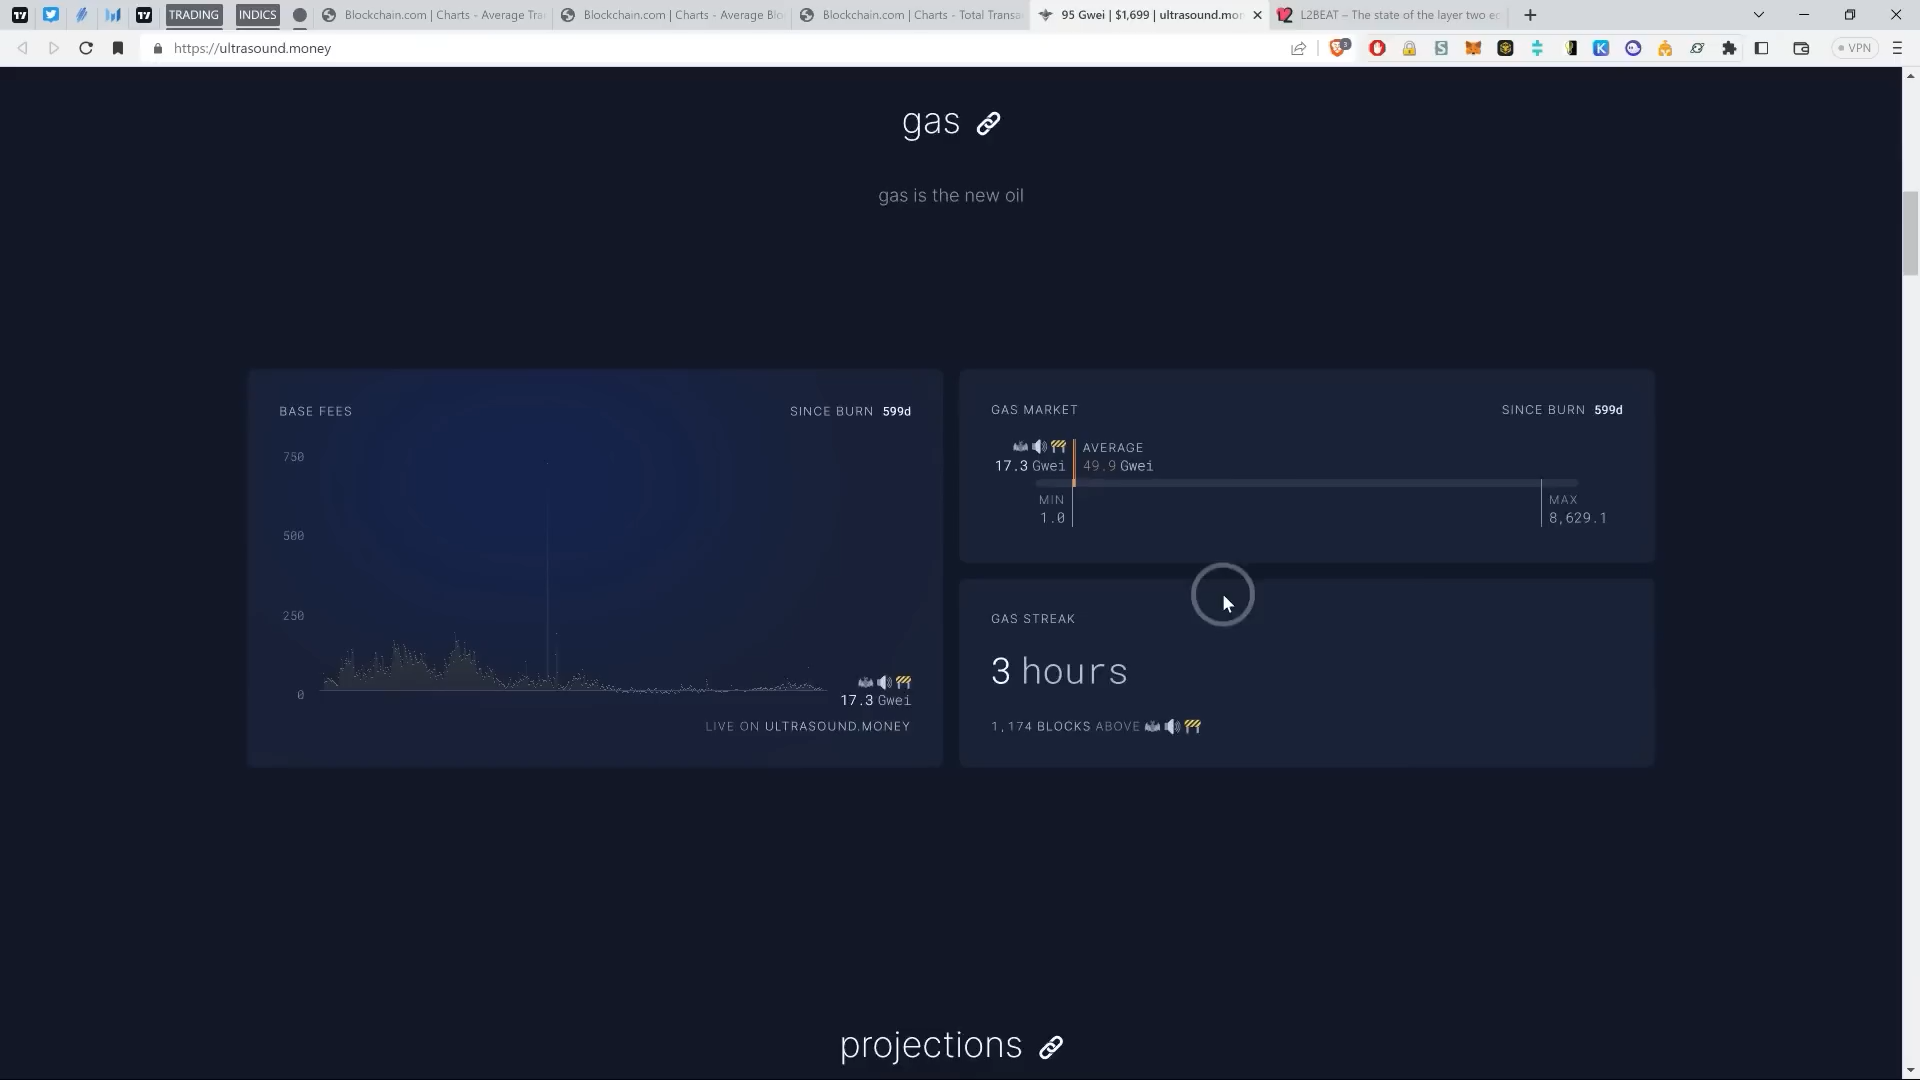 TRADING
INDICS
Blockchain.com | Charts - Average Tra
Blockchain.com | Charts - Average Blo
Blockchain.com | Charts - Total Transa
95 Gwei | $1,699 | ultrasound.mon
L2BEAT – The state of the layer two ec
https://ultrasound.money
3
VPN
gas
gas is the new oil
BASE FEES
SINCE BURN 599d
750
500
250
0
17.3 Gwei
LIVE ON ULTRASOUND.MONEY
GAS MARKET
SINCE BURN 599d
17.3 Gwei
AVERAGE
49.9 Gwei
MIN
1.0
MAX
8,629.1
GAS STREAK
3 hours
1,174 BLOCKS ABOVE
projections